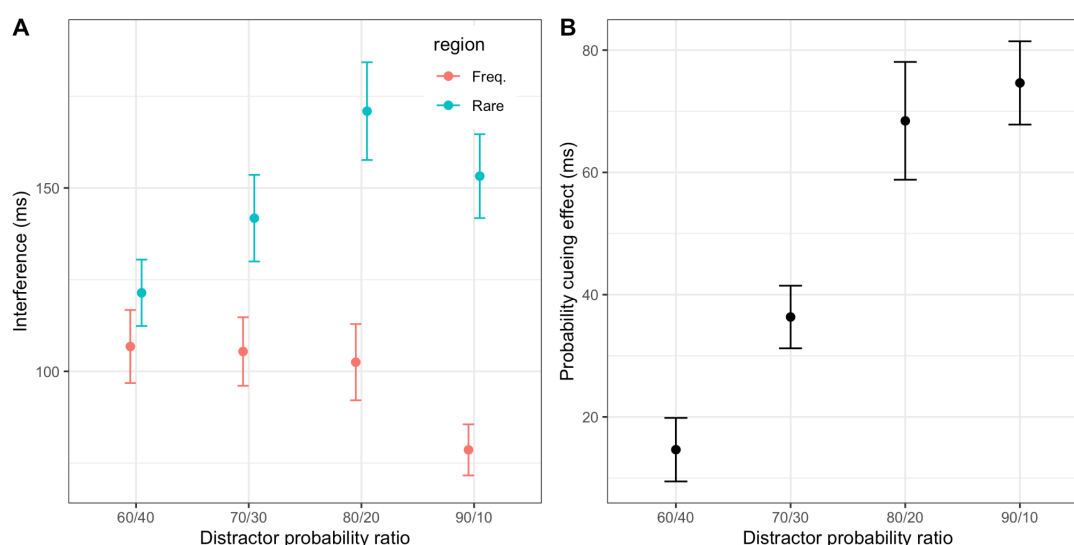 A
region
Freq.
Rare
150
100
Interference (ms)
60/40
70/30
80/20
90/10
Distractor probability ratio
B
80
60
40
20
Probability cueing effect (ms)
60/40
70/30
80/20
90/10
Distractor probability ratio